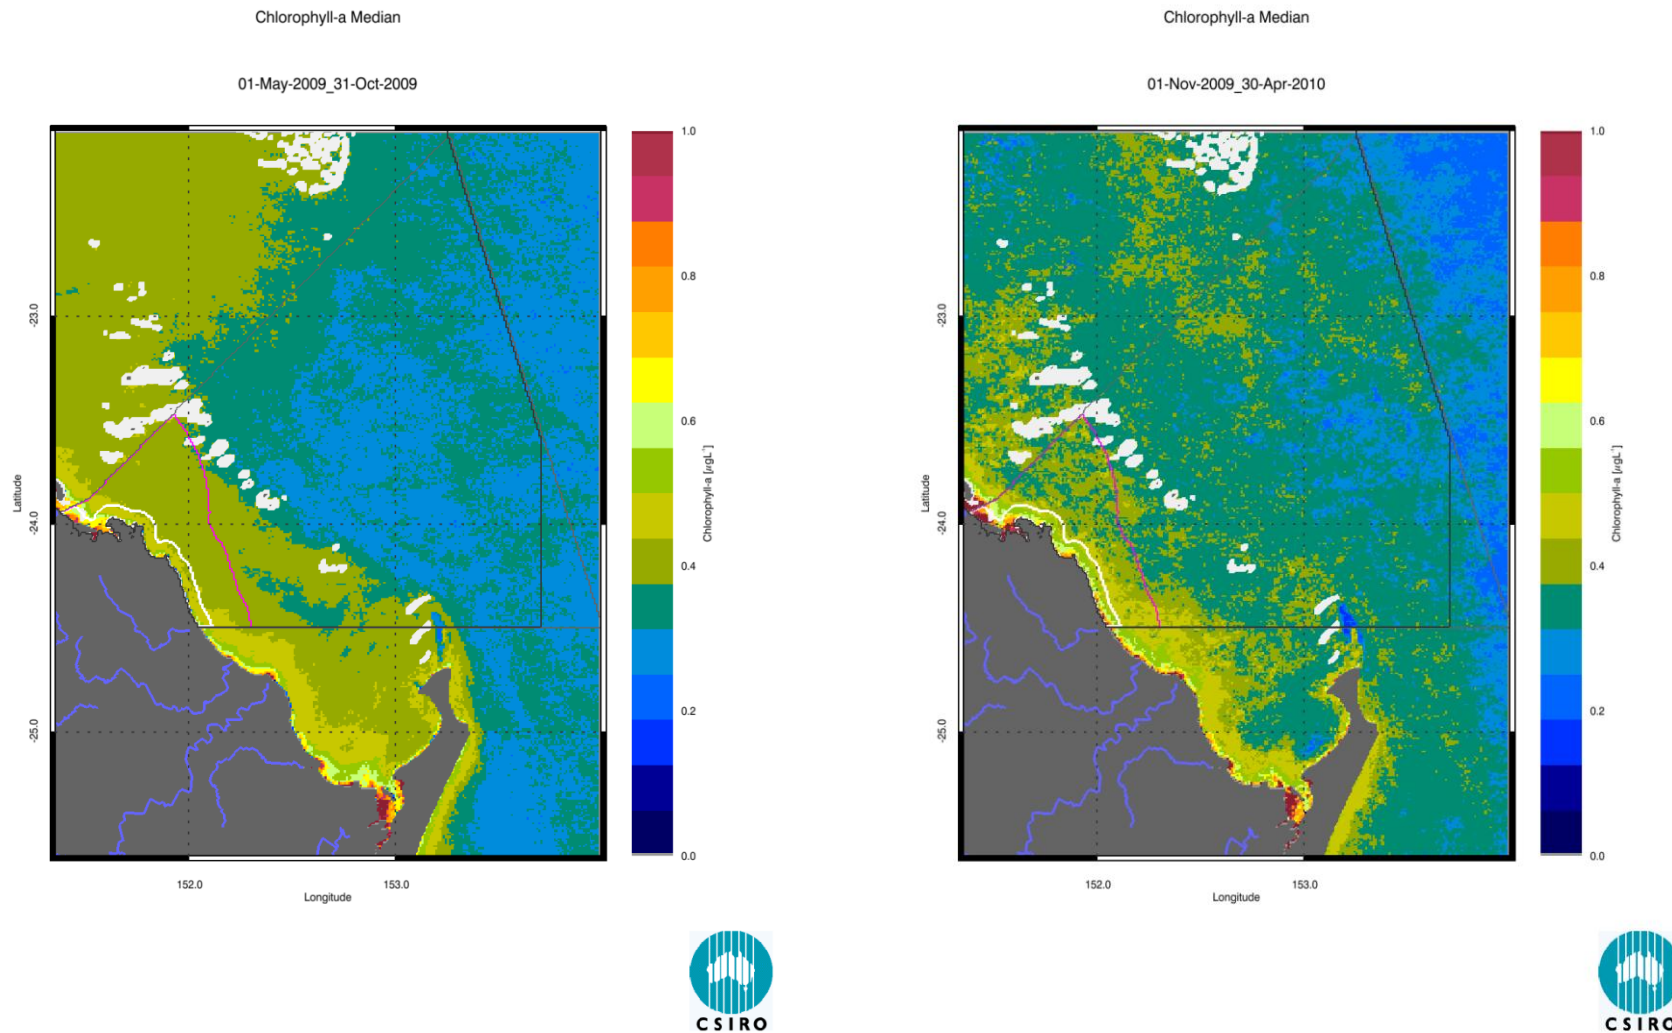 Chlorophyll-a Median
01-May-2009_31-Oct-2009
1.0
0.8
0.6
0.4
0.2
0.0
Chlorophyll-a [µgL⁻¹]
-23.0
-24.0
-25.0
Latitude
152.0 153.0
Longitude
CSIRO
Chlorophyll-a Median
01-Nov-2009_30-Apr-2010
1.0
0.8
0.6
0.4
0.2
0.0
Chlorophyll-a [µgL⁻¹]
-23.0
-24.0
-25.0
Latitude
152.0 153.0
Longitude
CSIRO